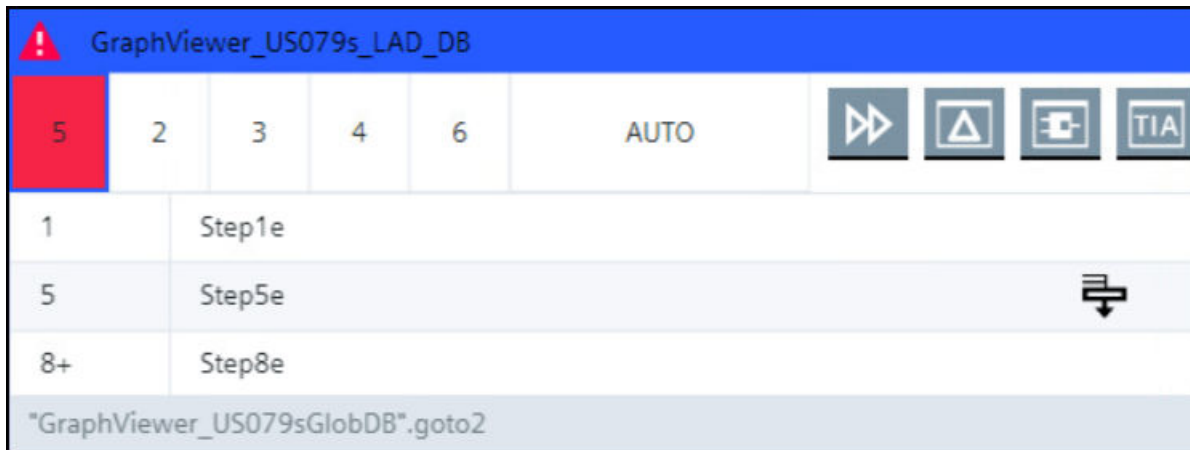 GraphViewer_US079s_LAD_DB
5 2 3 4 6 AUTO TIA
1 Step1e
5 Step5e
8+ Step8e
"GraphViewer_US079sGlobDB".goto2